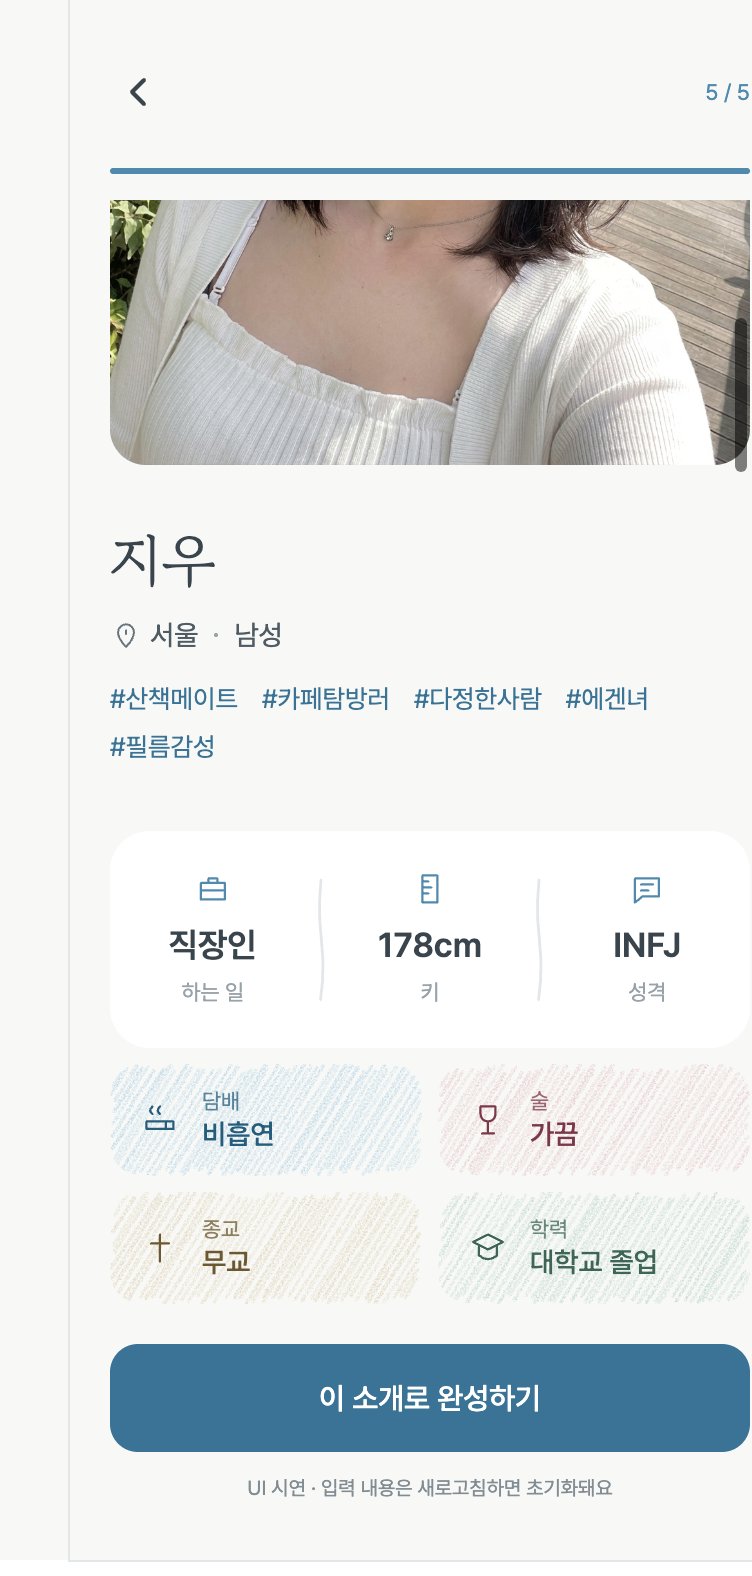 5 / 5
지우
서울 · 남성
#산책메이트 #카페탐방러 #다정한사람 #에겐녀
#필름감성
직장인 178cm INFJ
하는 일 키 성격
담배 술
비흡연 가끔
종교 학력
무교 대학교 졸업
이 소개로 완성하기
UI 시연 · 입력 내용은 새로고침하면 초기화돼요